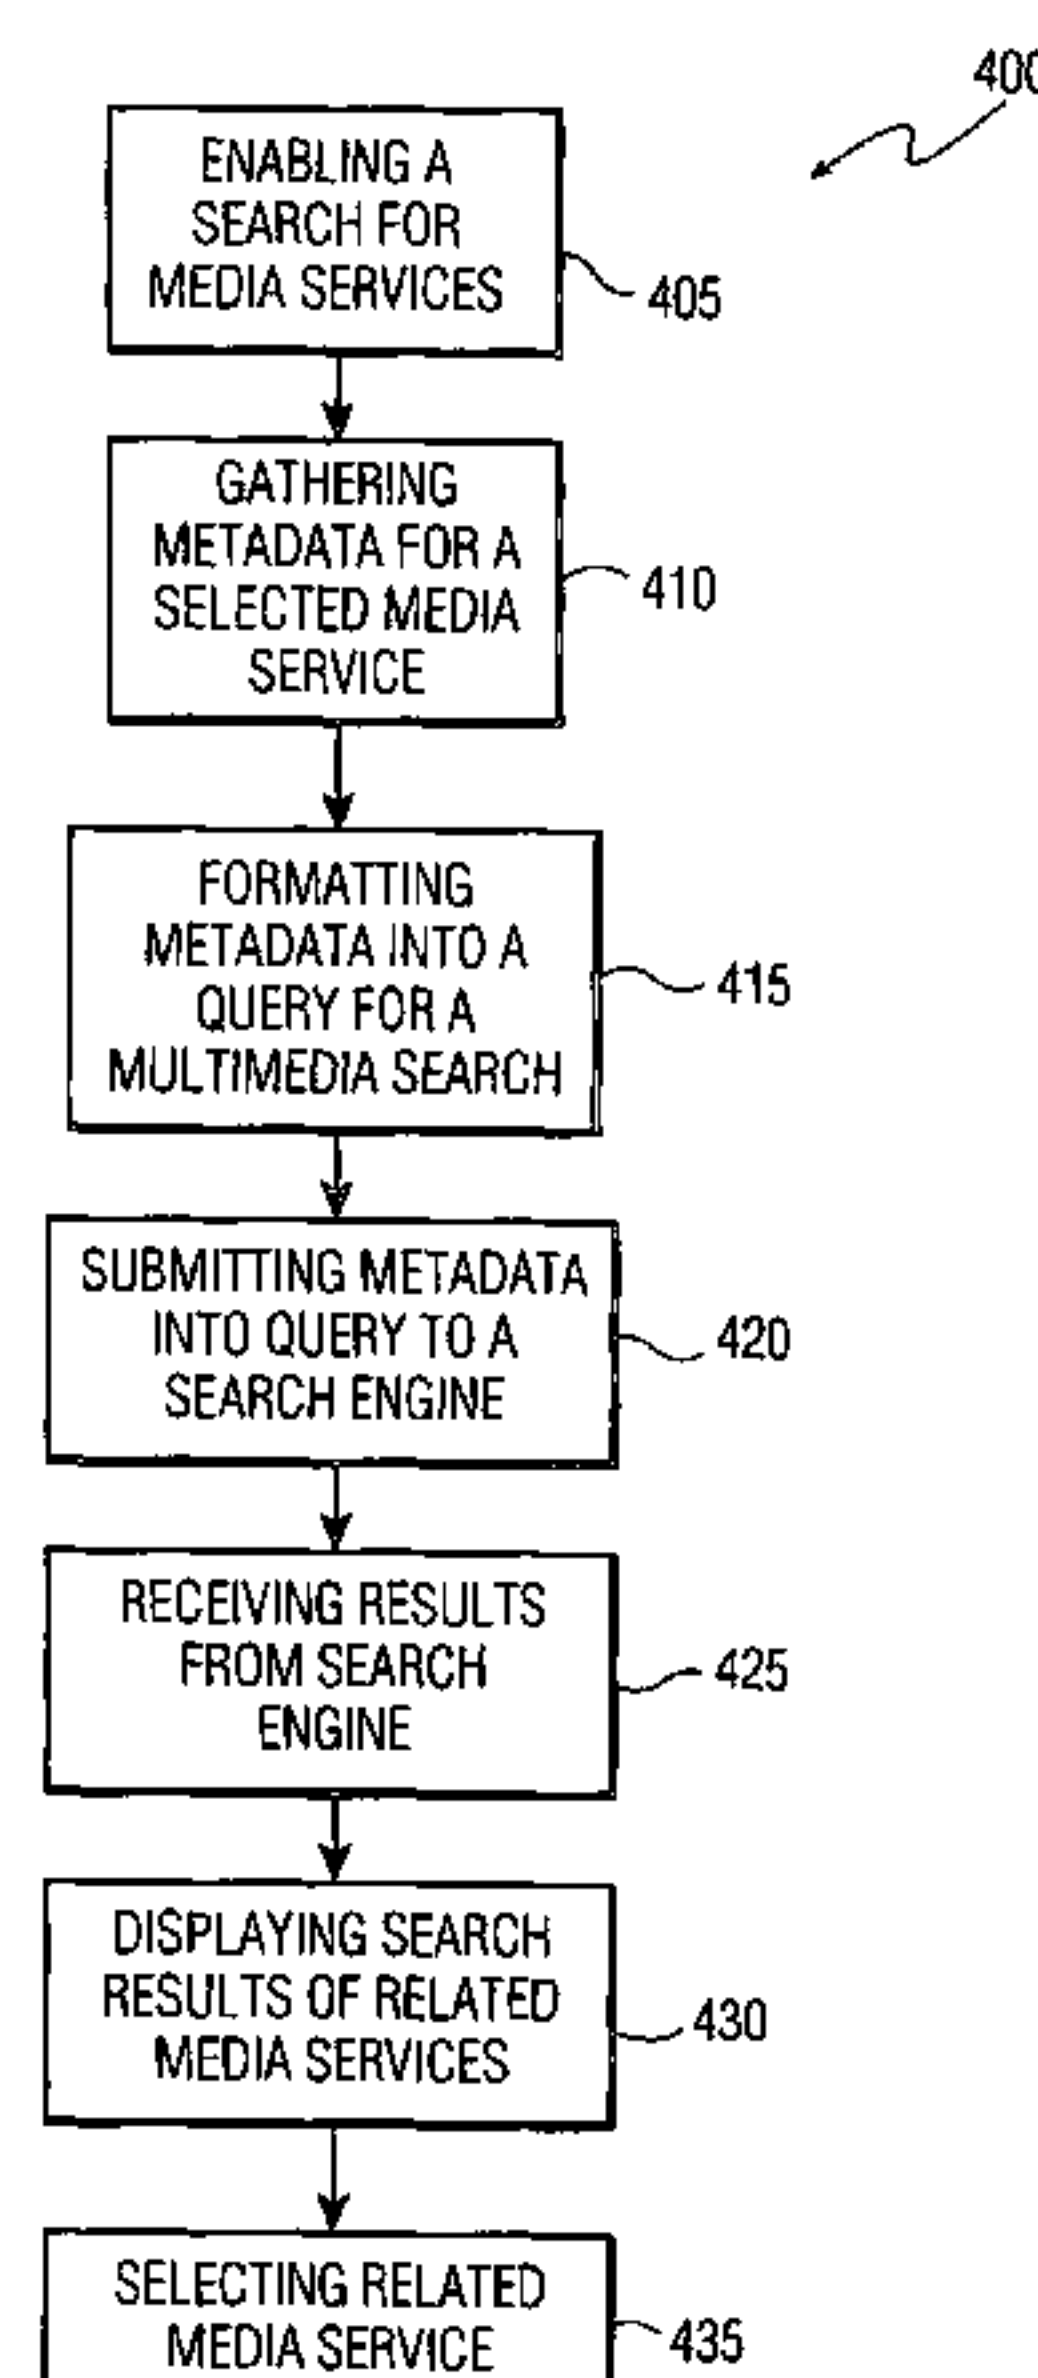 400
ENABLING A
SEARCH FOR
MEDIA SERVICES
405
GATHERING
METADATA FOR A
SELECTED MEDIA
SERVICE
410
FORMATTING
METADATA INTO A
QUERY FOR A
MULTIMEDIA SEARCH
415
SUBMITTING METADATA
INTO QUERY TO A
SEARCH ENGINE
420
RECEIVING RESULTS
FROM SEARCH
ENGINE
425
DISPLAYING SEARCH
RESULTS OF RELATED
MEDIA SERVICES
430
SELECTING RELATED
MEDIA SERVICE
435